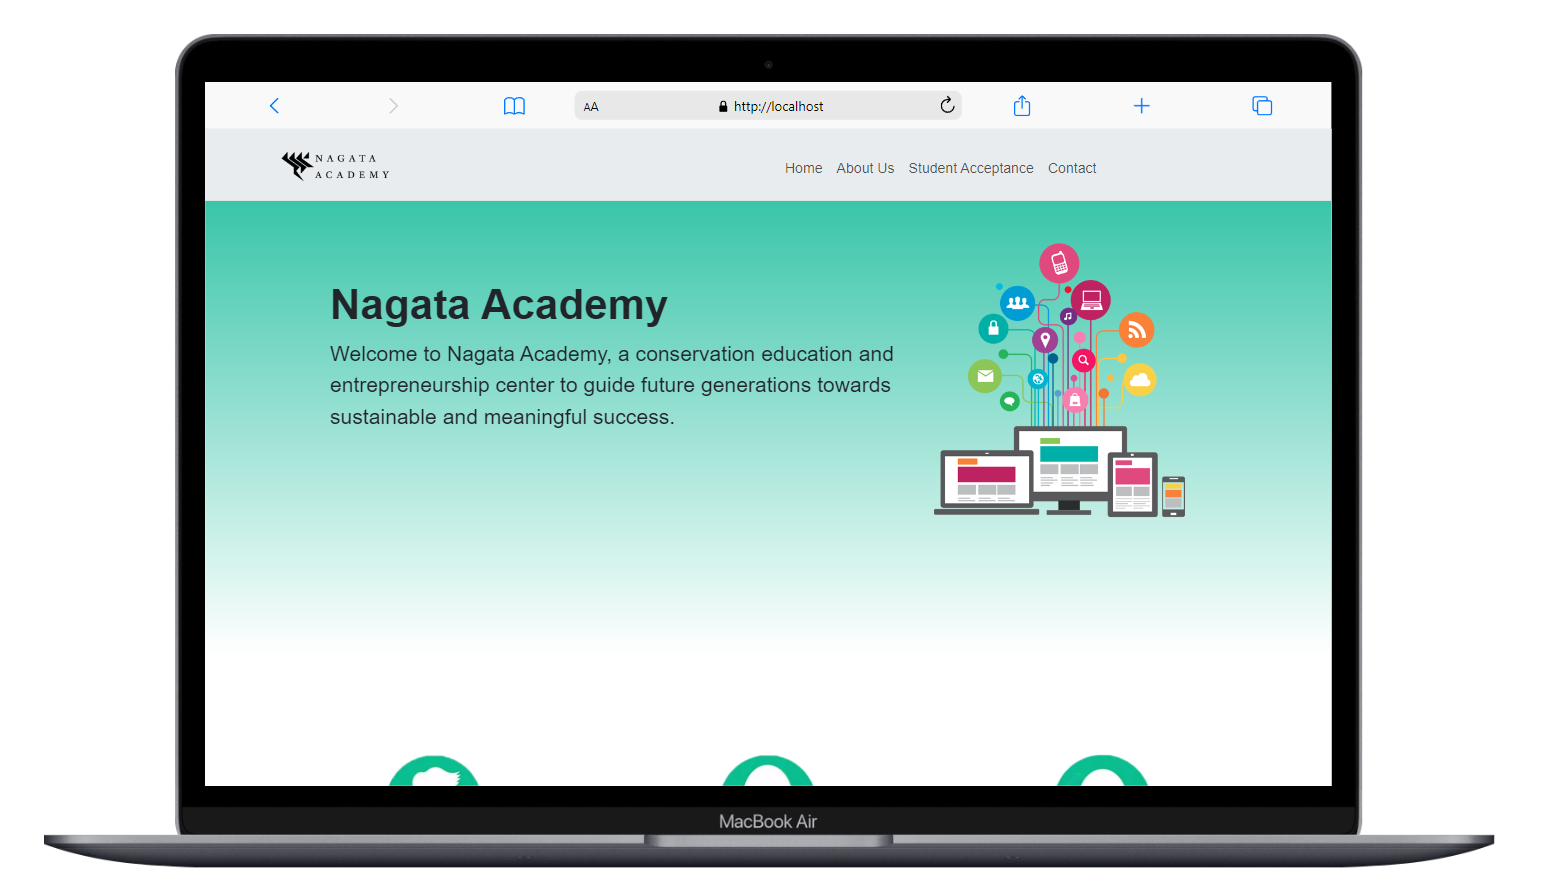 AA
http://localhost
NAGATA
ACADEMY
Home About Us Student Acceptance Contact
Nagata Academy
Welcome to Nagata Academy, a conservation education and
entrepreneurship center to guide future generations towards
sustainable and meaningful success.
MacBook Air